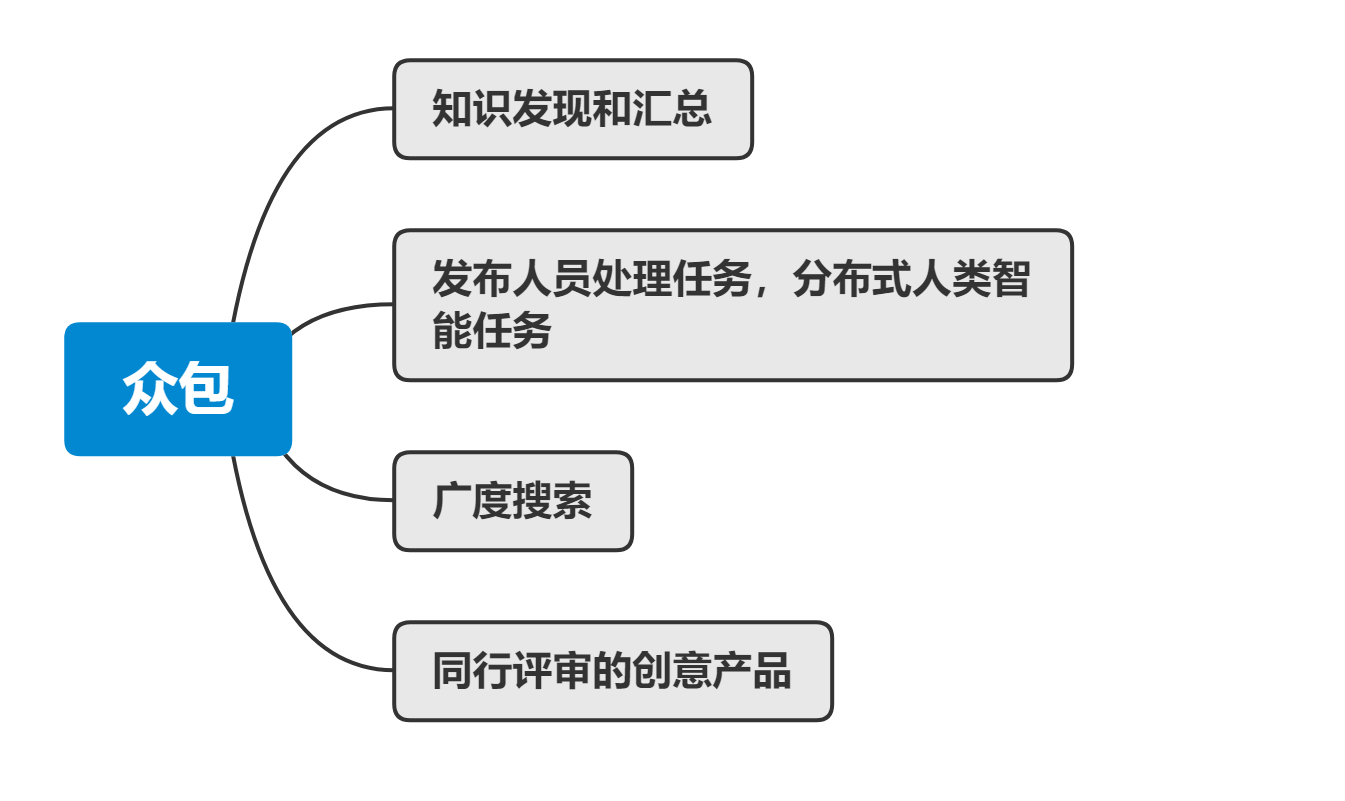 知识发现和汇总
发布人员处理任务，分布式人类智
能任务
众包
广度搜索
同行评审的创意产品